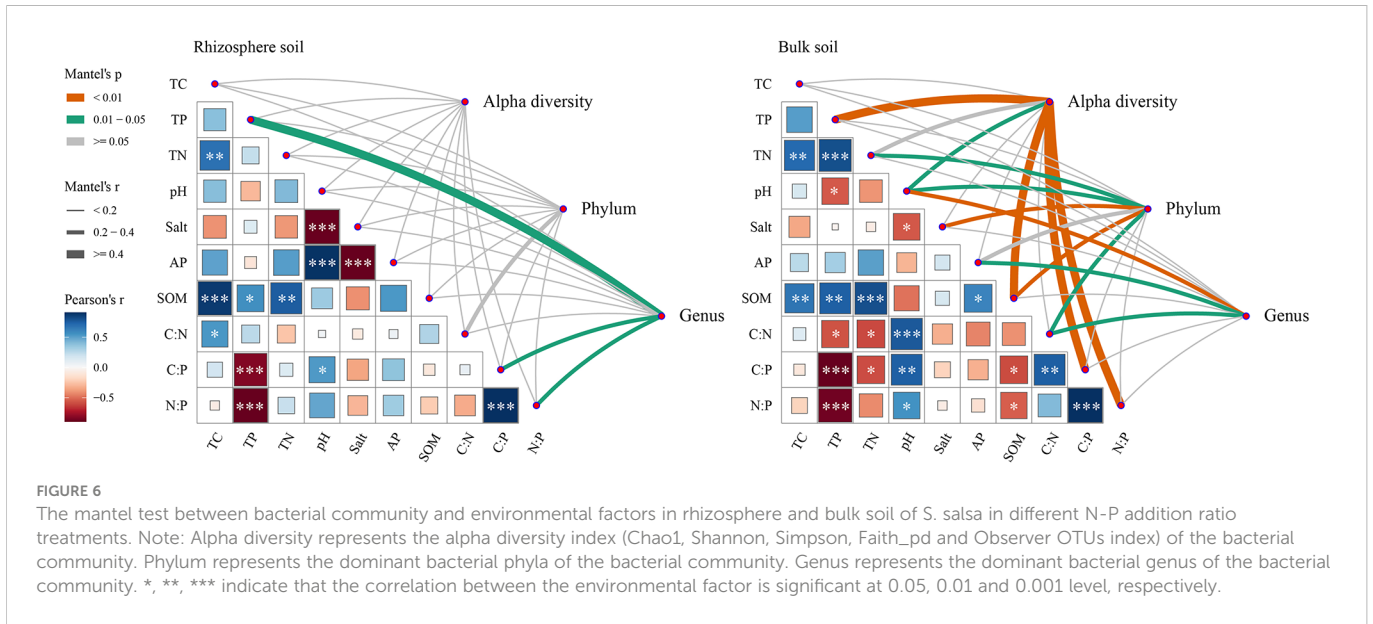 Rhizosphere soil
Mantel's p
< 0.01
0.01 – 0.05
>= 0.05
Mantel's r
< 0.2
0.2 – 0.4
>= 0.4
Pearson's r
0.5
0.0
−0.5
TC
TP
TN
pH
Salt
AP
SOM
C:N
C:P
N:P
**
***
***
***
***
*
**
*
***
*
***
***
TC
TP
TN
pH
Salt
AP
SOM
C:N
C:P
N:P
Alpha diversity
Phylum
Genus
Bulk soil
TC
TP
TN
pH
Salt
AP
SOM
C:N
C:P
N:P
** ***
*
*
** ** *** *
* * ***
*** * ** * **
*** * * ***
TC
TP
TN
pH
Salt
AP
SOM
C:N
C:P
N:P
Alpha diversity
Phylum
Genus
FIGURE 6
The mantel test between bacterial community and environmental factors in rhizosphere and bulk soil of S. salsa in different N-P addition ratio
treatments. Note: Alpha diversity represents the alpha diversity index (Chao1, Shannon, Simpson, Faith_pd and Observer OTUs index) of the bacterial
community. Phylum represents the dominant bacterial phyla of the bacterial community. Genus represents the dominant bacterial genus of the bacterial
community. *, **, *** indicate that the correlation between the environmental factor is significant at 0.05, 0.01 and 0.001 level, respectively.